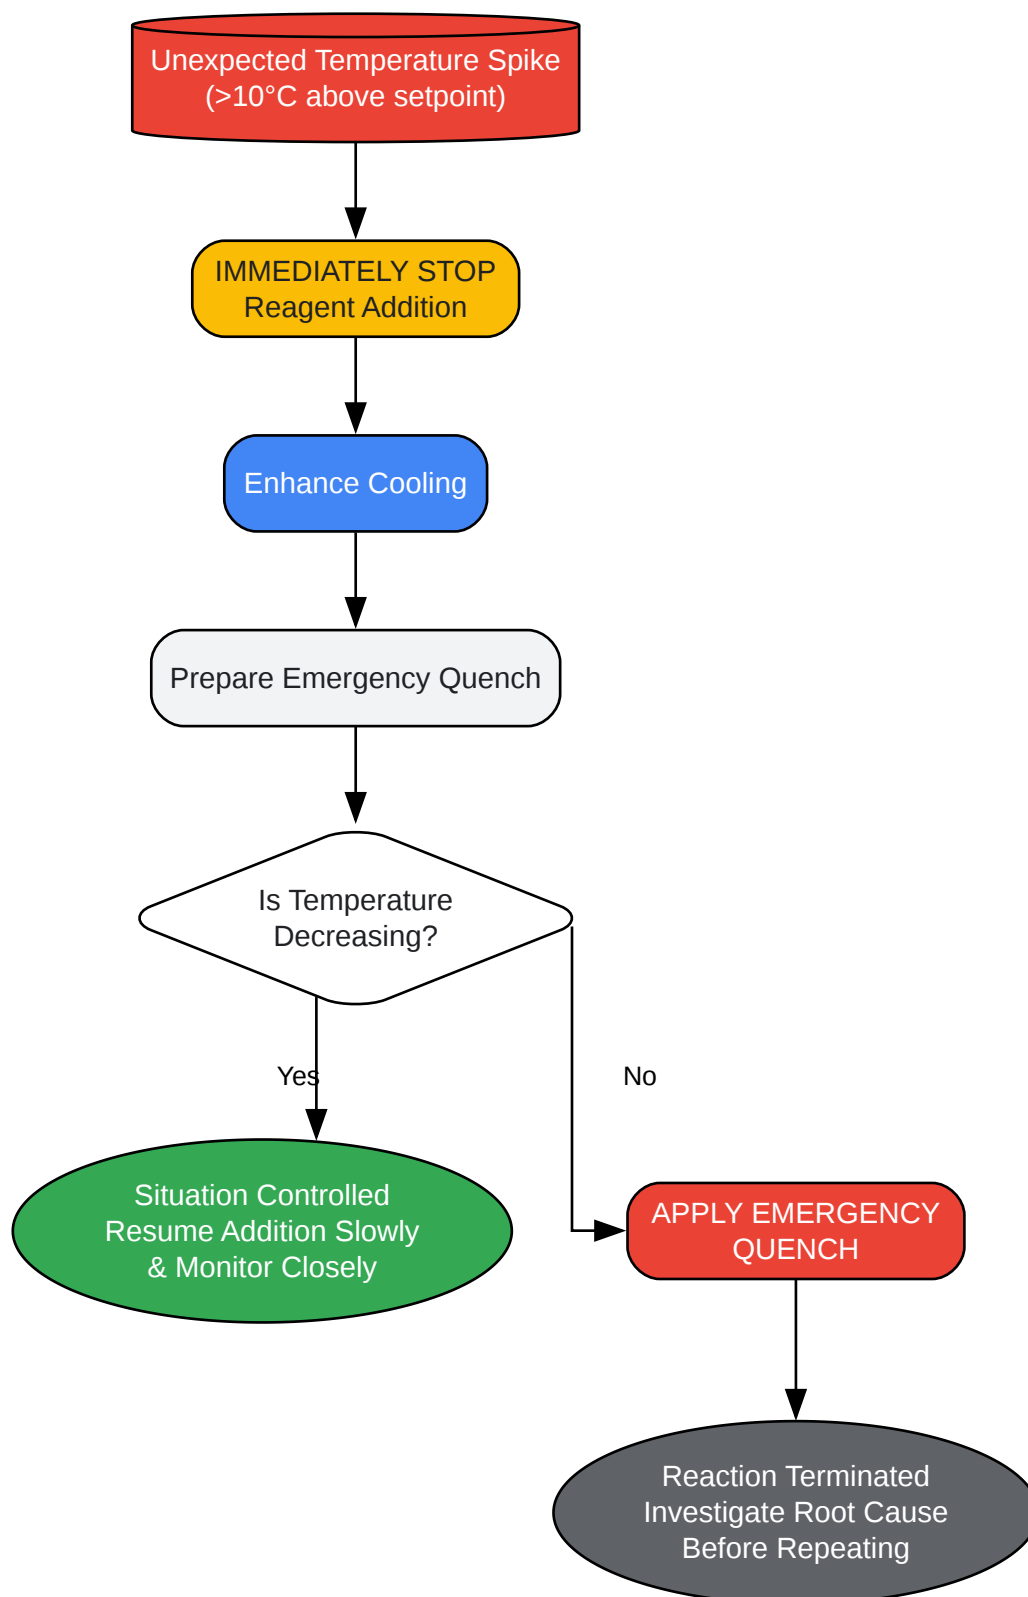 Unexpected Temperature Spike
(>10°C above setpoint)
IMMEDIATELY STOP
Reagent Addition
Enhance Cooling
Prepare Emergency Quench
Is Temperature
Decreasing?
Yes
No
Situation Controlled
Resume Addition Slowly
& Monitor Closely
APPLY EMERGENCY
QUENCH
Reaction Terminated
Investigate Root Cause
Before Repeating